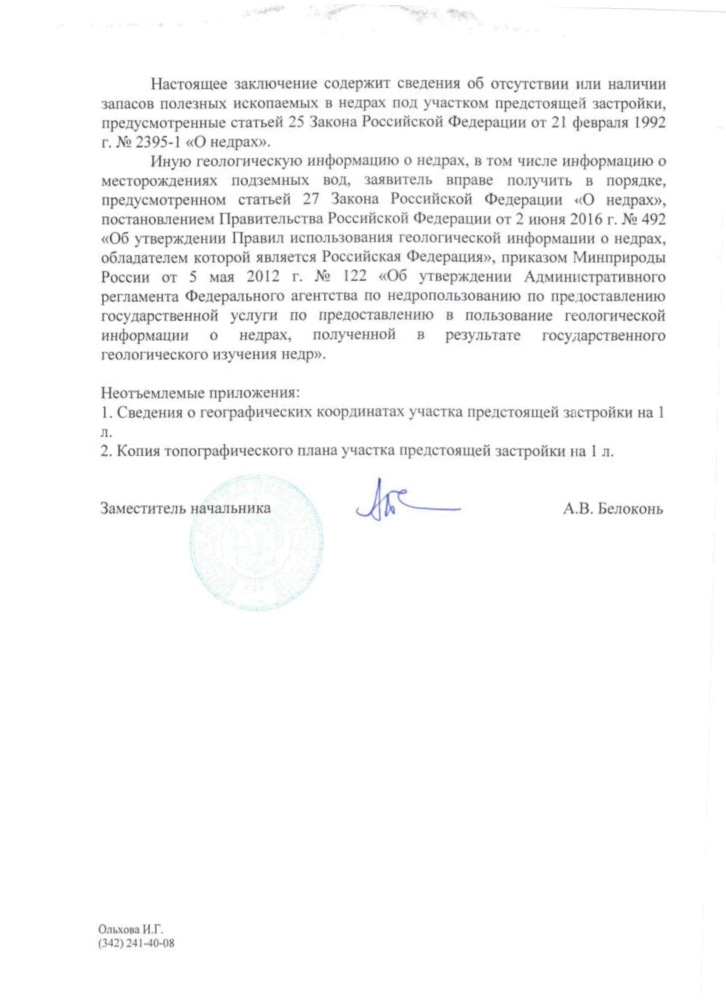 Настоящее заключение содержит сведения об отсутствии или наличии
запасов полезных ископаемых в недрах под участком предстоящей застройки,
предусмотренные статьей 25 Закона Российской Федерации от 21 февраля 1992
г. № 2395-1 «О недрах».
Иную геологическую информацию о недрах, в том числе информацию о
месторождениях подземных вод, заявитель вправе получить в порядке,
предусмотренном статьей 27 Закона Российской Федерации «О недрах»,
постановлением Правительства Российской Федерации от 2 июня 2016 г. № 492
«Об утверждении Правил использования геологической информации о недрах,
обладателем которой является Российская Федерация», приказом Минприроды
России от 5 мая 2012 г. № 122 «Об утверждении Административного
регламента Федерального агентства по недропользованию по предоставлению
государственной услуги по предоставлению в пользование геологической
информации о недрах, полученной в результате государственного
геологического изучения недр».
Неотъемлемые приложения:
1. Сведения о географических координатах участка предстоящей застройки на 1
л.
2. Копия топографического плана участка предстоящей застройки на 1 л.
Заместитель начальника А.В. Белоконь
Ольхова И.Г.
(342) 241-40-08